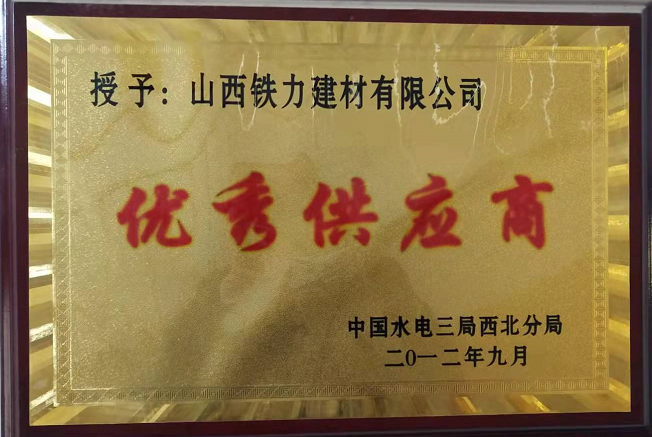 授予：山西铁力建材有限公司
优秀供应商
中国水电三局西北分局
二0一二年九月